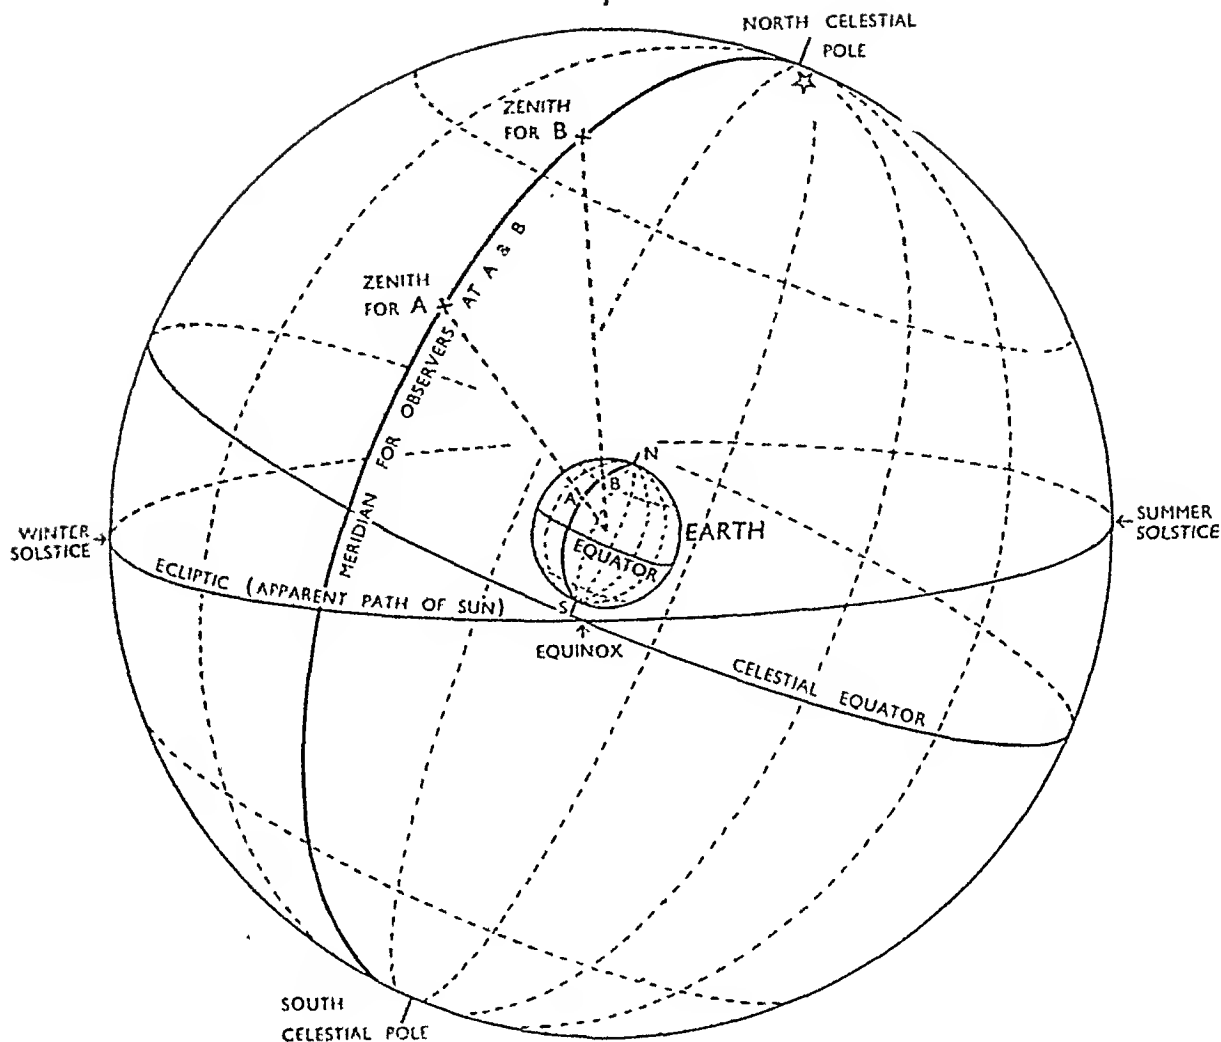 NORTH CELESTIAL
POLE
ZENITH
FOR B
ZENITH
FOR A
MERIDIAN FOR OBSERVERS AT A & B
N
A
B
EARTH
EQUATOR
S
WINTER
SOLSTICE
SUMMER
SOLSTICE
ECLIPTIC (APPARENT PATH OF SUN)
EQUINOX
CELESTIAL EQUATOR
SOUTH
CELESTIAL POLE